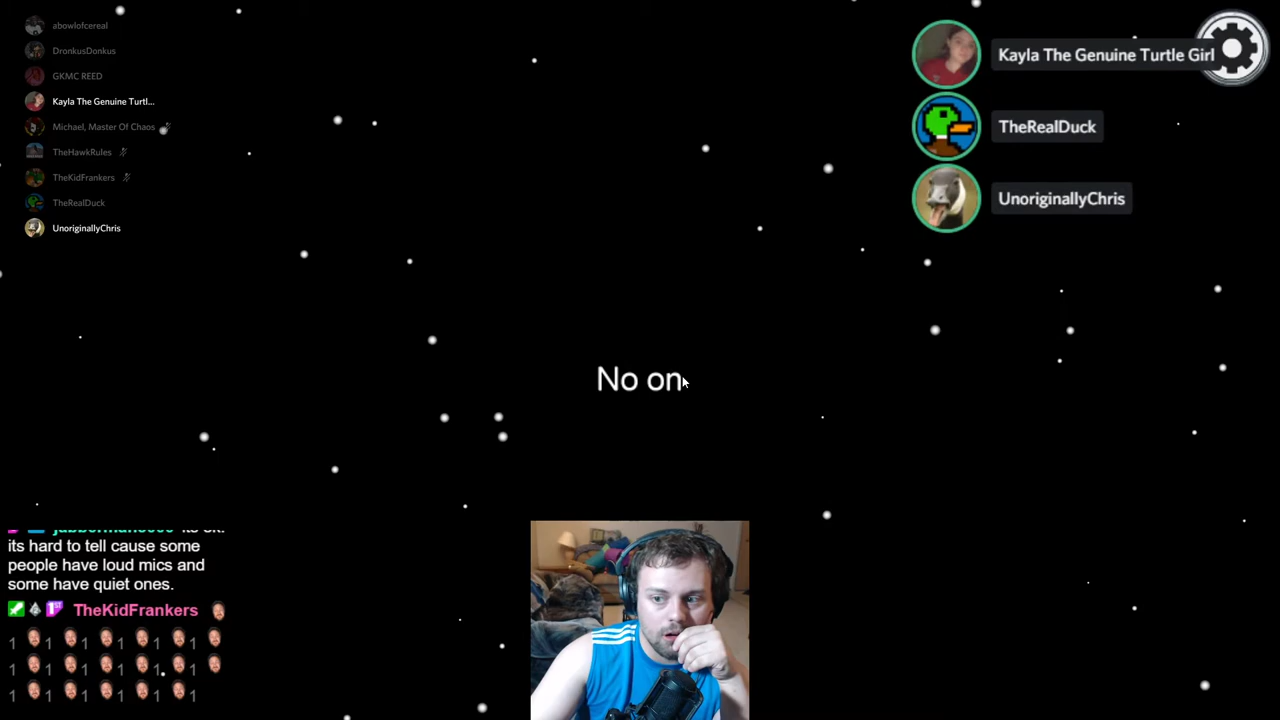 abowlofcereal
DronkusDonkus
GKMC REED
Kayla The Genuine Turtl...
Michael, Master Of Chaos
TheHawkRules
TheKidFrankers
TheRealDuck
UnoriginallyChris
Kayla The Genuine Turtle Girl
TheRealDuck
UnoriginallyChris
No on
its hard to tell cause some
people have loud mics and
some have quiet ones.
1st TheKidFrankers
1 1 1 1 1 1
1 1 1 1 1 1
1 1 1 1 1 1